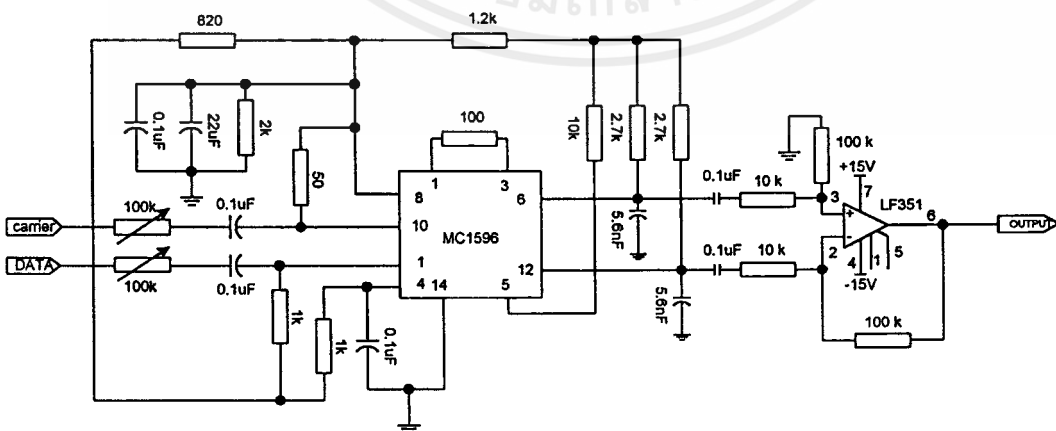 820
1.2k
0.1uF
22uF
2k
100
10k
2.7k
2.7k
100 k
+15V
50
1
3
8
6
0.1uF
10 k
3
7
LF351
carrier
100k
0.1uF
10
MC1596
5.6nF
+
-
6
OUTPUT
DATA
100k
0.1uF
1
12
0.1uF
10 k
2
4
1
5
-15V
4
14
5
1k
1k
0.1uF
5.6nF
100 k